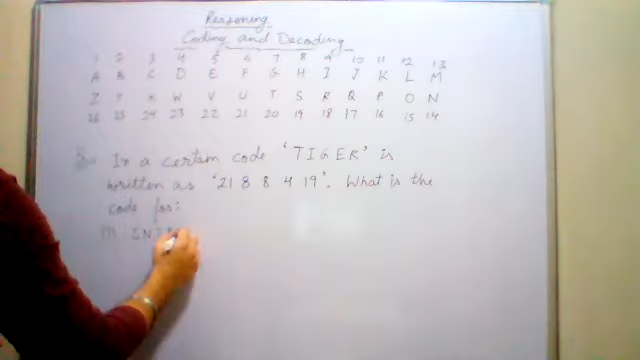 Reasoning
Coding and Decoding
1 2 3 4 5 6 7 8 9 10 11 12 13
A B C D E F G H I J K L M
Z Y X W V U T S R Q P O N
26 25 24 23 22 21 20 19 18 17 16 15 14
In a certain code 'TIGER' is
written as '21 8 8 4 19'. What is the
code for: